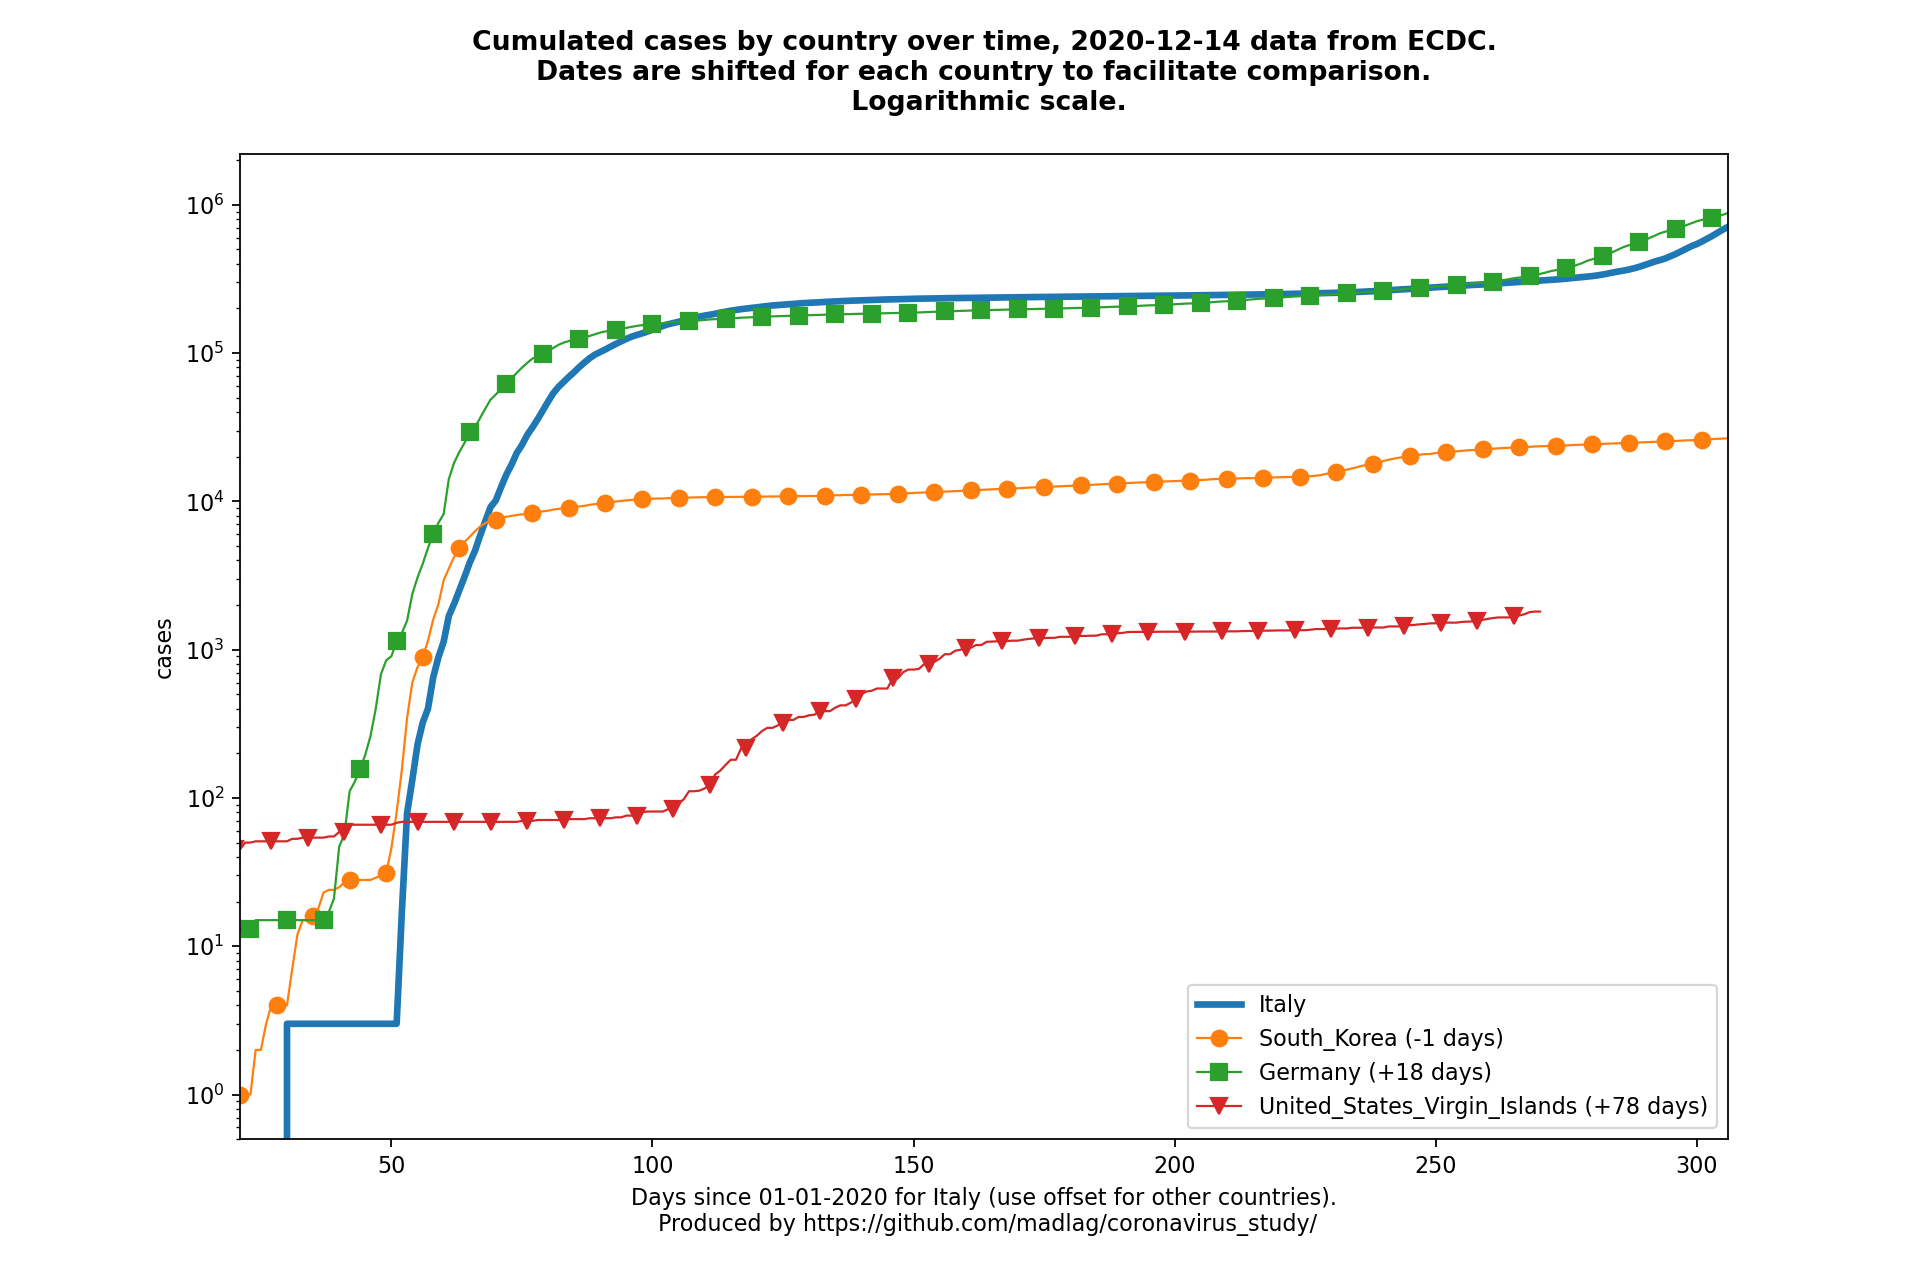 Cumulated cases by country over time, 2020-12-14 data from ECDC.
Dates are shifted for each country to facilitate comparison.
Logarithmic scale.
10^6
10^5
10^4
10^3
10^2
10^1
10^0
cases
Italy
South_Korea (-1 days)
Germany (+18 days)
United_States_Virgin_Islands (+78 days)
50 100 150 200 250 300
Days since 01-01-2020 for Italy (use offset for other countries).
Produced by https://github.com/madlag/coronavirus_study/